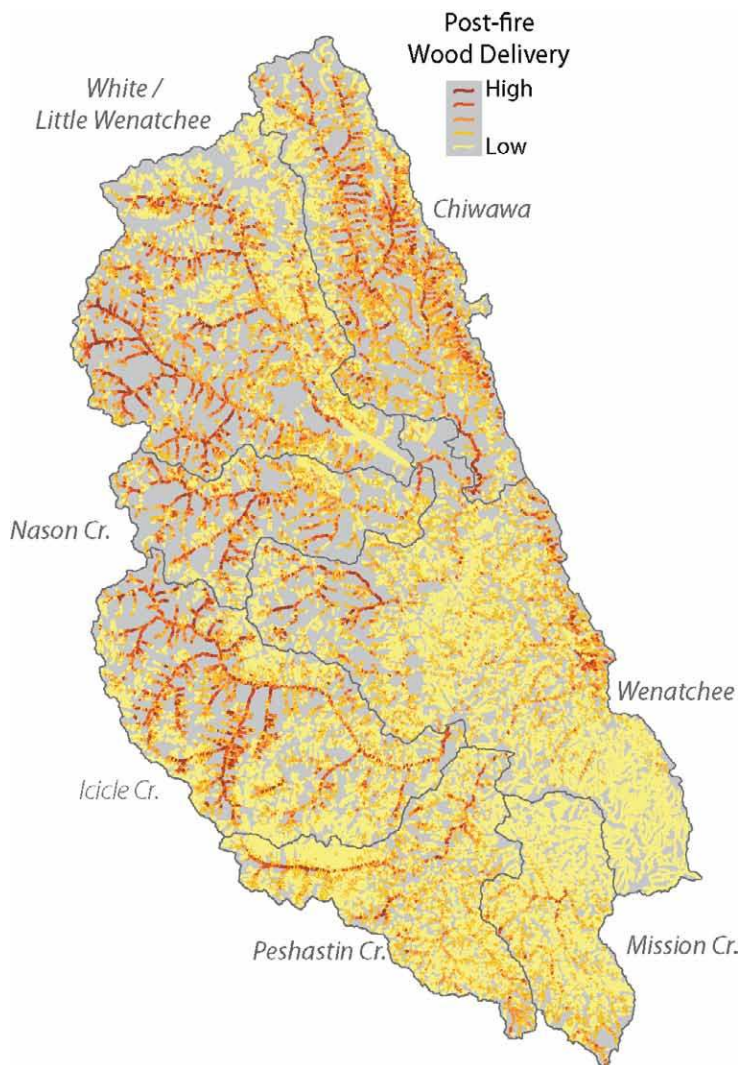 Post-fire
Wood Delivery
High
Low
White /
Little Wenatchee
Chiwawa
Nason Cr.
Wenatchee
Icicle Cr.
Peshastin Cr.
Mission Cr.